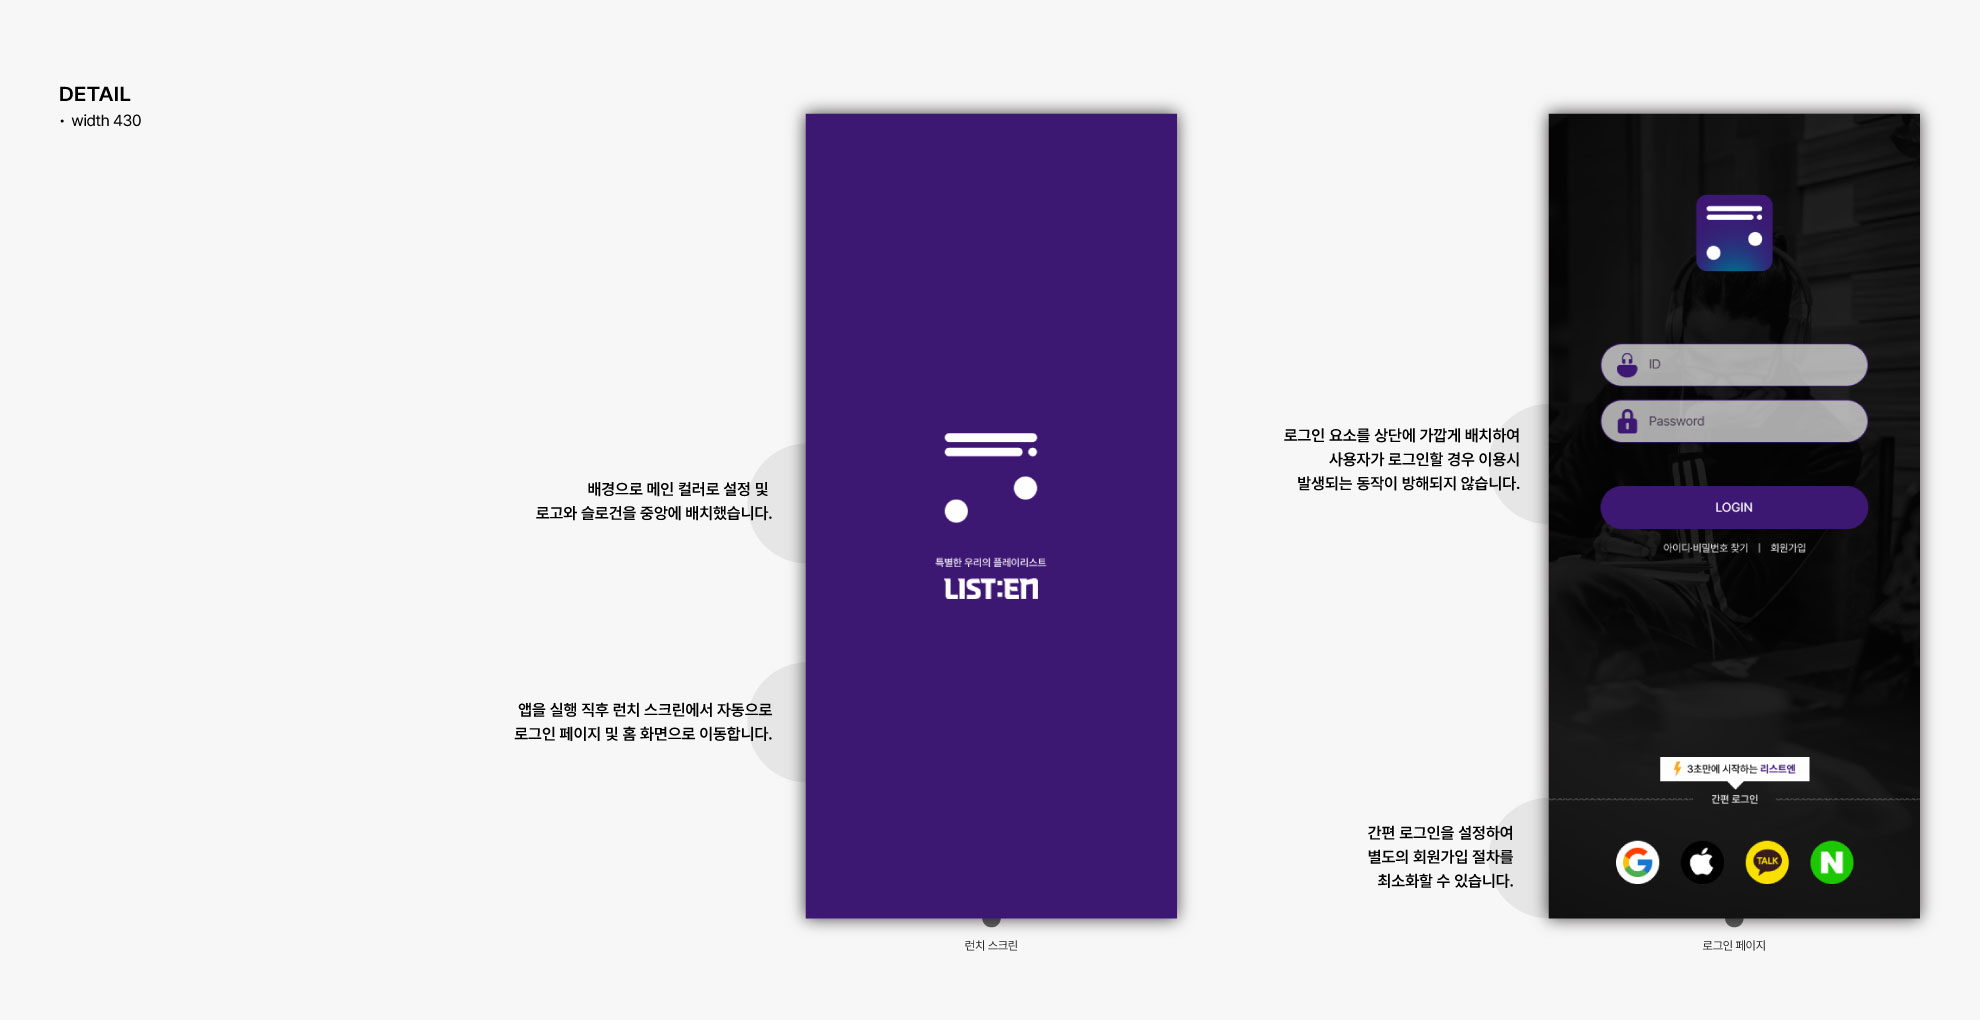 DETAIL
• width 430
배경으로 메인 컬러로 설정 및
로고와 슬로건을 중앙에 배치했습니다.
앱을 실행 직후 런치 스크린에서 자동으로
로그인 페이지 및 홈 화면으로 이동합니다.
특별한 우리의 플레이리스트
LIST:En
런치 스크린
로그인 요소를 상단에 가깝게 배치하여
사용자가 로그인할 경우 이용시
발생되는 동작이 방해되지 않습니다.
간편 로그인을 설정하여
별도의 회원가입 절차를
최소화할 수 있습니다.
ID
Password
LOGIN
아이디·비밀번호 찾기 | 회원가입
3초만에 시작하는 리스트엔
간편 로그인
G
TALK
N
로그인 페이지